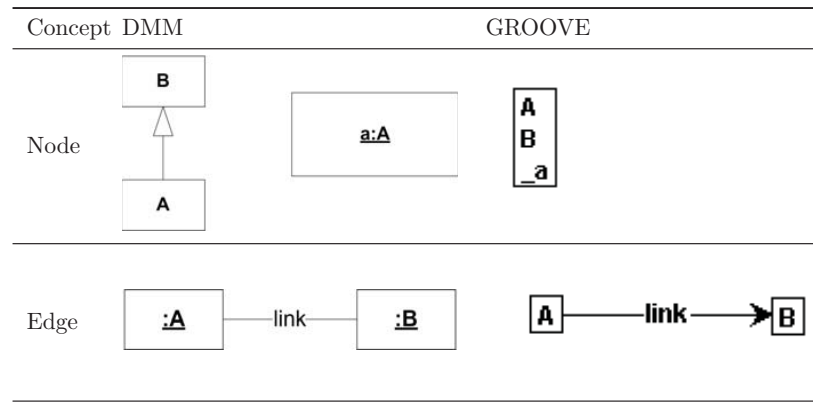 Concept DMM GROOVE
B
A
Node
a:A
A
B
_a
Edge
:A link :B
A link B